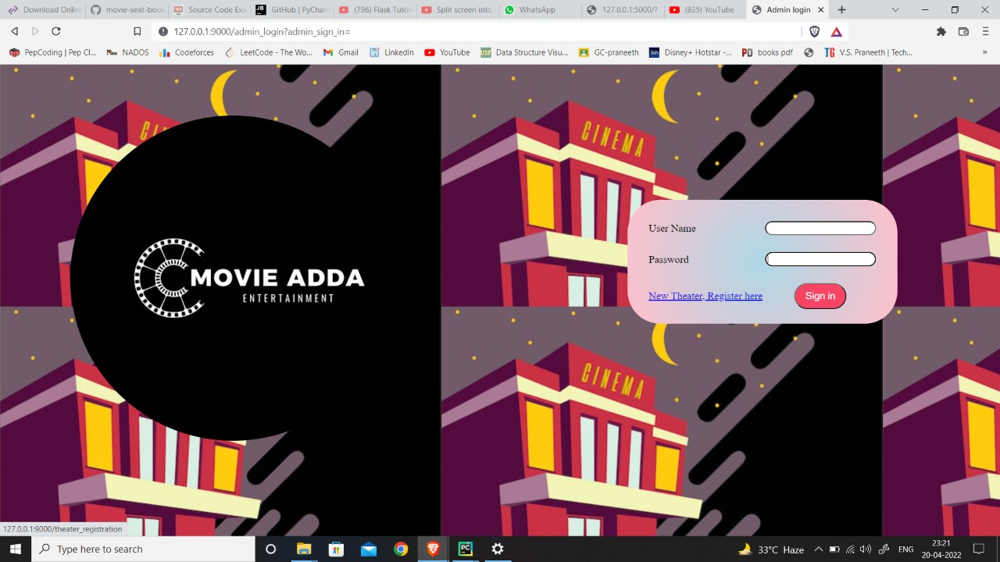 Download Onlin
movie-seat-book
Source Code Exa
GitHub | PyCharm
(796) Flask Tutori
Split screen into
WhatsApp
127.0.0.1:5000/?
(835) YouTube
Admin login
127.0.0.1:9000/admin_login?admin_sign_in=
PepCoding | Pep Cl...
NADOS
Codeforces
LeetCode - The Wo...
Gmail
LinkedIn
YouTube
Data Structure Visu...
GC-praneeth
Disney+ Hotstar -...
books pdf
V.S. Praneeth | Tech...
»
CINEMA
CINEMA
MOVIE ADDA
ENTERTAINMENT
User Name
Password
New Theater, Register here
Sign in
127.0.0.1:9000/theater_registration
Type here to search
33°C Haze
ENG
23:21
20-04-2022